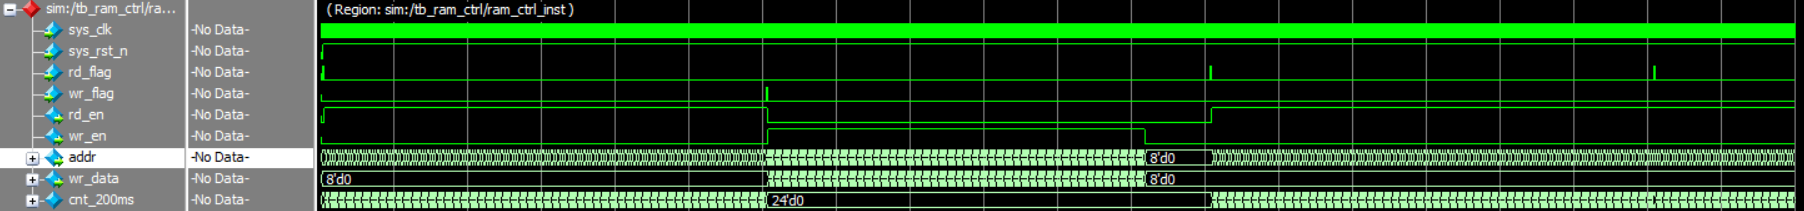 sim:/tb_ram_ctrl/ra... ( Region: sim:/tb_ram_ctrl/ram_ctrl_inst )
sys_clk -No Data-
sys_rst_n -No Data-
rd_flag -No Data-
wr_flag -No Data-
rd_en -No Data-
wr_en -No Data-
addr -No Data- 8'd0
wr_data -No Data- 8'd0 8'd0
cnt_200ms -No Data- 24'd0